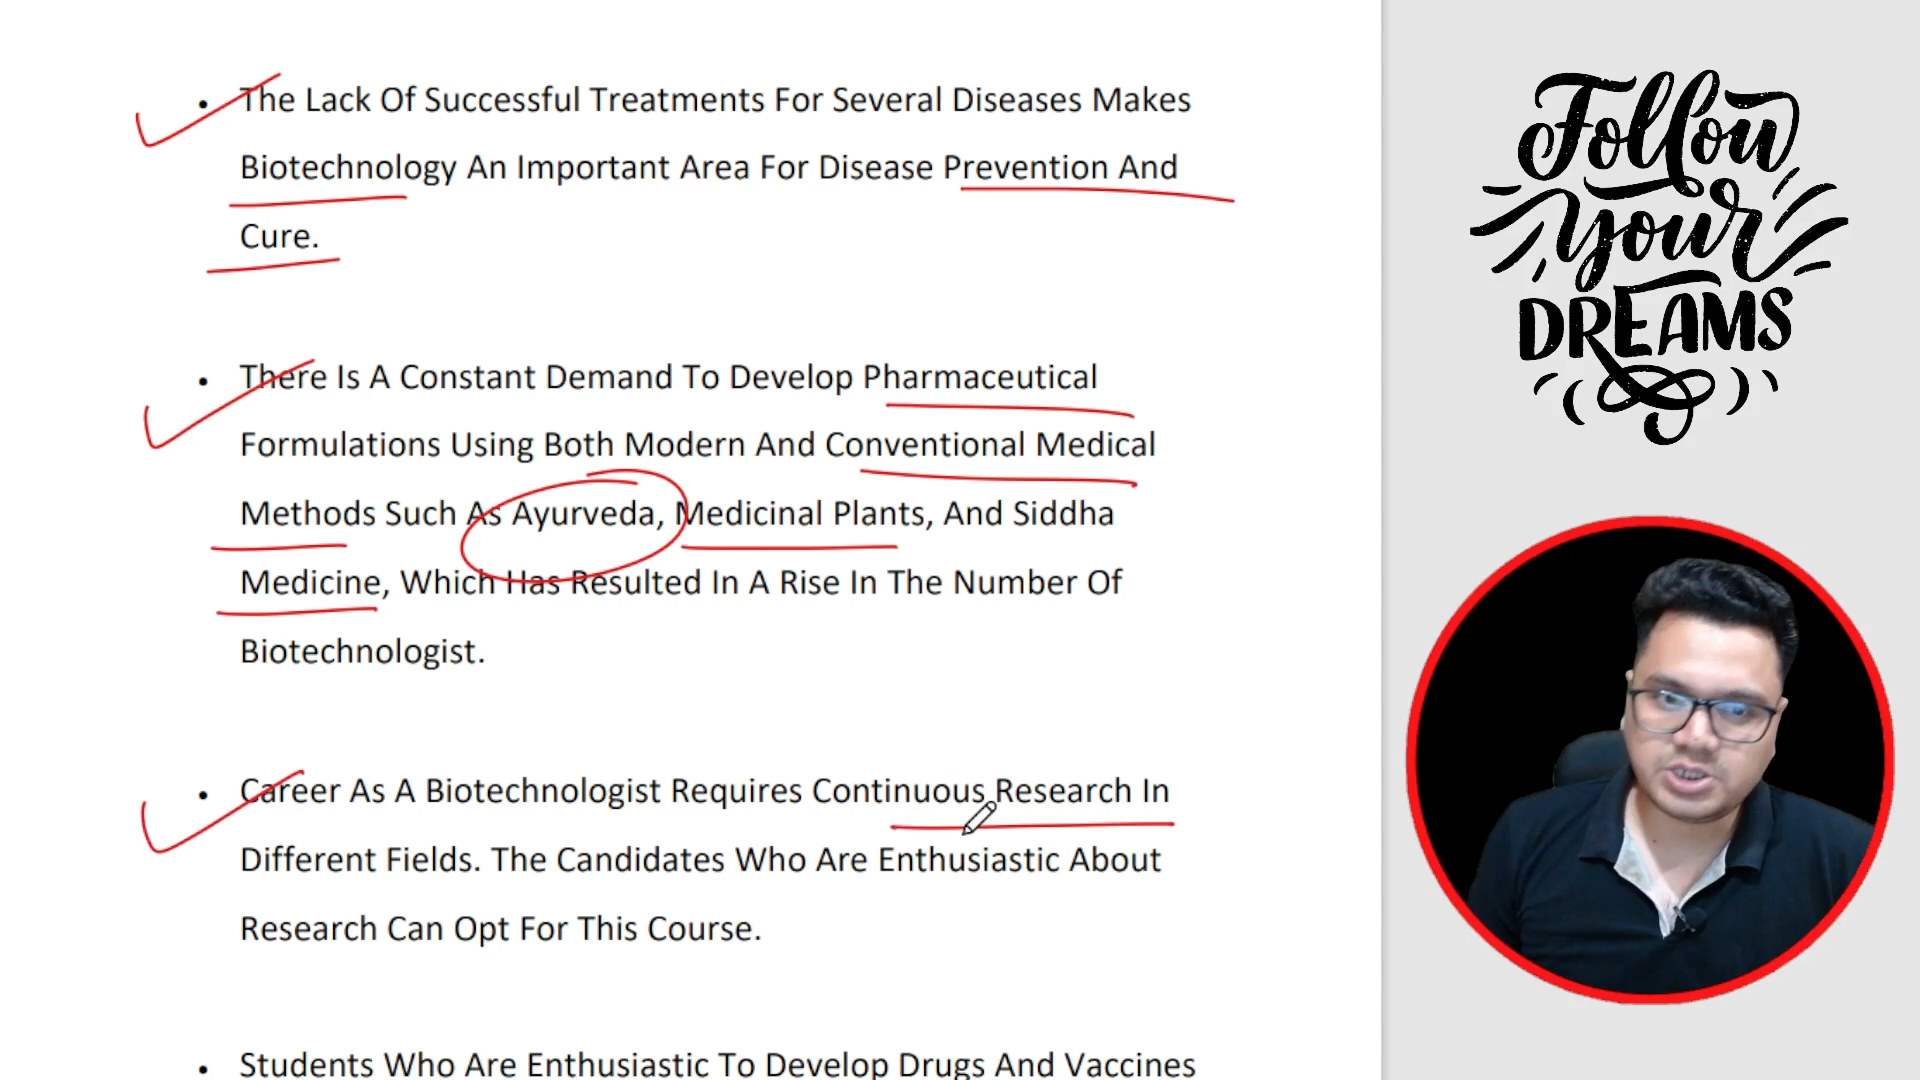 • The Lack Of Successful Treatments For Several Diseases Makes
Biotechnology An Important Area For Disease Prevention And
Cure.
• There Is A Constant Demand To Develop Pharmaceutical
Formulations Using Both Modern And Conventional Medical
Methods Such As Ayurveda, Medicinal Plants, And Siddha
Medicine, Which Has Resulted In A Rise In The Number Of
Biotechnologist.
• Career As A Biotechnologist Requires Continuous Research In
Different Fields. The Candidates Who Are Enthusiastic About
Research Can Opt For This Course.
• Students Who Are Enthusiastic To Develop Drugs And Vaccines
Follow
Your
DREAMS